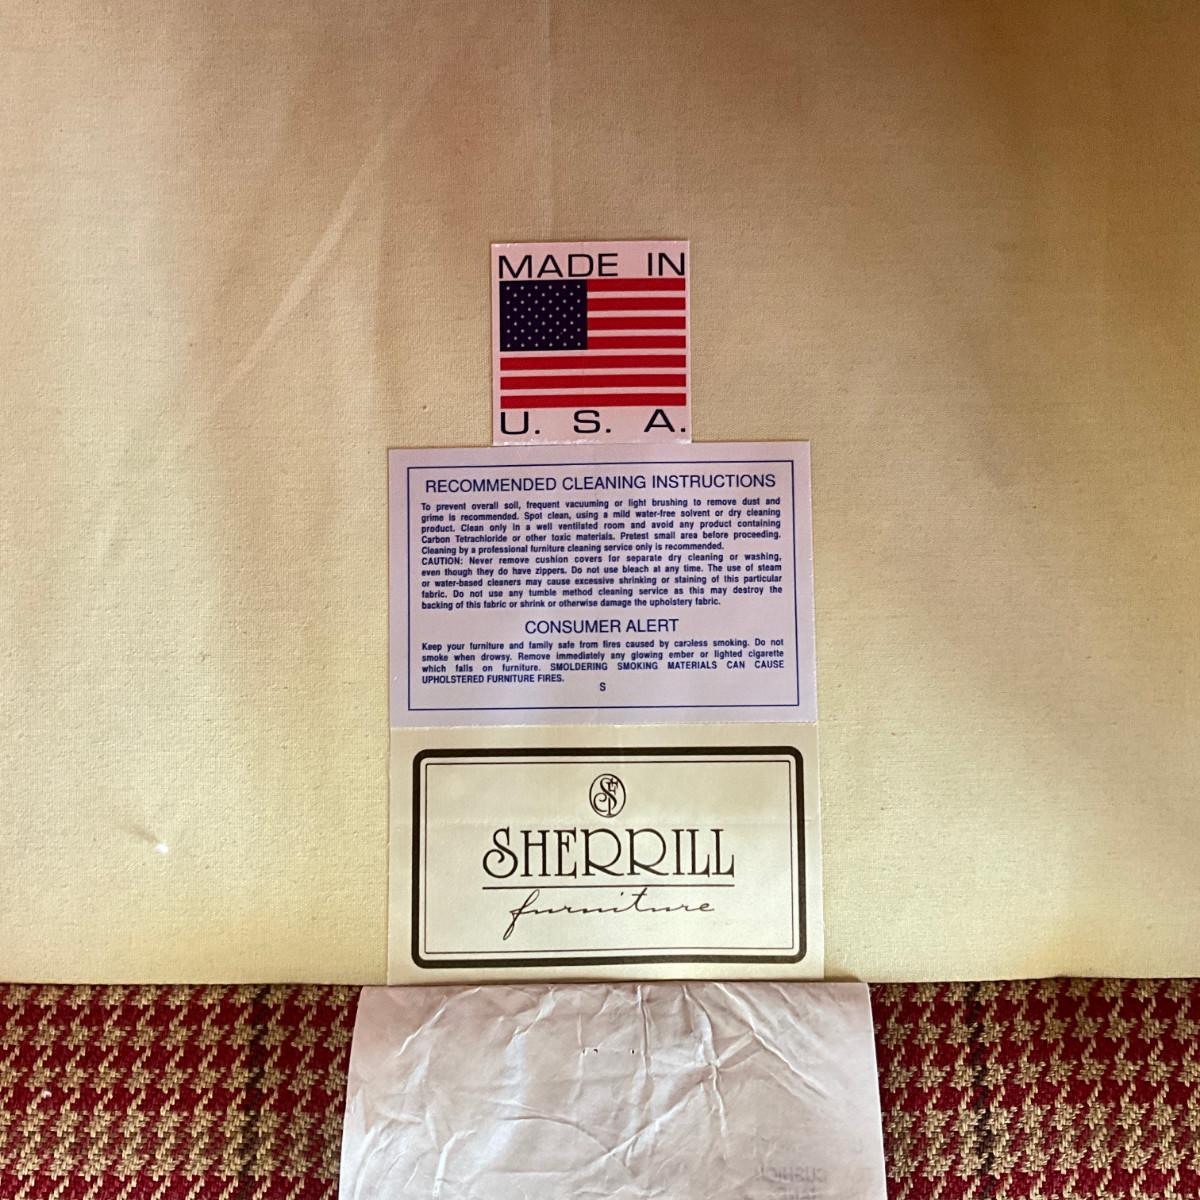 MADE IN
U. S. A.
RECOMMENDED CLEANING INSTRUCTIONS
To prevent overall soil, frequent vacuuming or light brushing to remove dust and
grime is recommended. Spot clean, using a mild water-free solvent or dry cleaning
product. Clean only in a well ventilated room and avoid any product containing
Carbon Tetrachloride or other toxic materials. Pretest small area before proceeding.
Cleaning by a professional furniture cleaning service only is recommended.
CAUTION: Never remove cushion covers for separate dry cleaning or washing,
even though they do have zippers. Do not use bleach at any time. The use of steam
or water-based cleaners may cause excessive shrinking or staining of this particular
fabric. Do not use any tumble method cleaning service as this may destroy the
backing of this fabric or shrink or otherwise damage the upholstery fabric.
CONSUMER ALERT
Keep your furniture and family safe from fires caused by careless smoking. Do not
smoke when drowsy. Remove immediately any glowing ember or lighted cigarette
which falls on furniture. SMOLDERING SMOKING MATERIALS CAN CAUSE
UPHOLSTERED FURNITURE FIRES.
S
SHERRILL
furniture